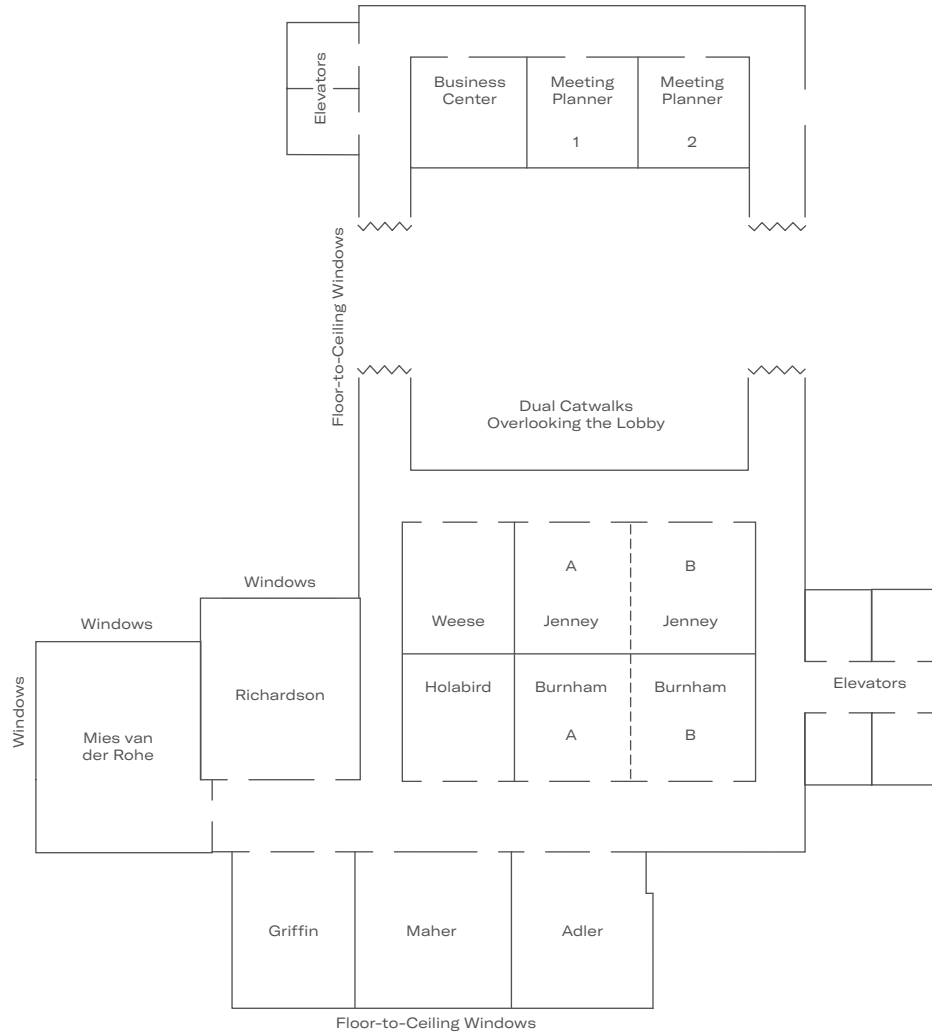 Elevators
Business
Center
Meeting
Planner
1
Meeting
Planner
2
Floor-to-Ceiling Windows
Dual Catwalks
Overlooking the Lobby
A
B
Weese
Jenney
Jenney
Holabird
Burnham
Burnham
A
B
Windows
Windows
Windows
Richardson
Mies van
der Rohe
Elevators
Griffin
Maher
Adler
Floor-to-Ceiling Windows